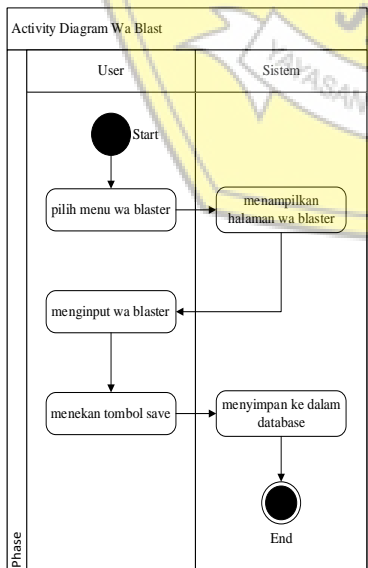 Activity Diagram Wa Blast
User
Sistem
Start
pilih menu wa blaster
menampilkan
halaman wa blaster
menginput wa blaster
menekan tombol save
menyimpan ke dalam
database
End
Phase
YAYASAN